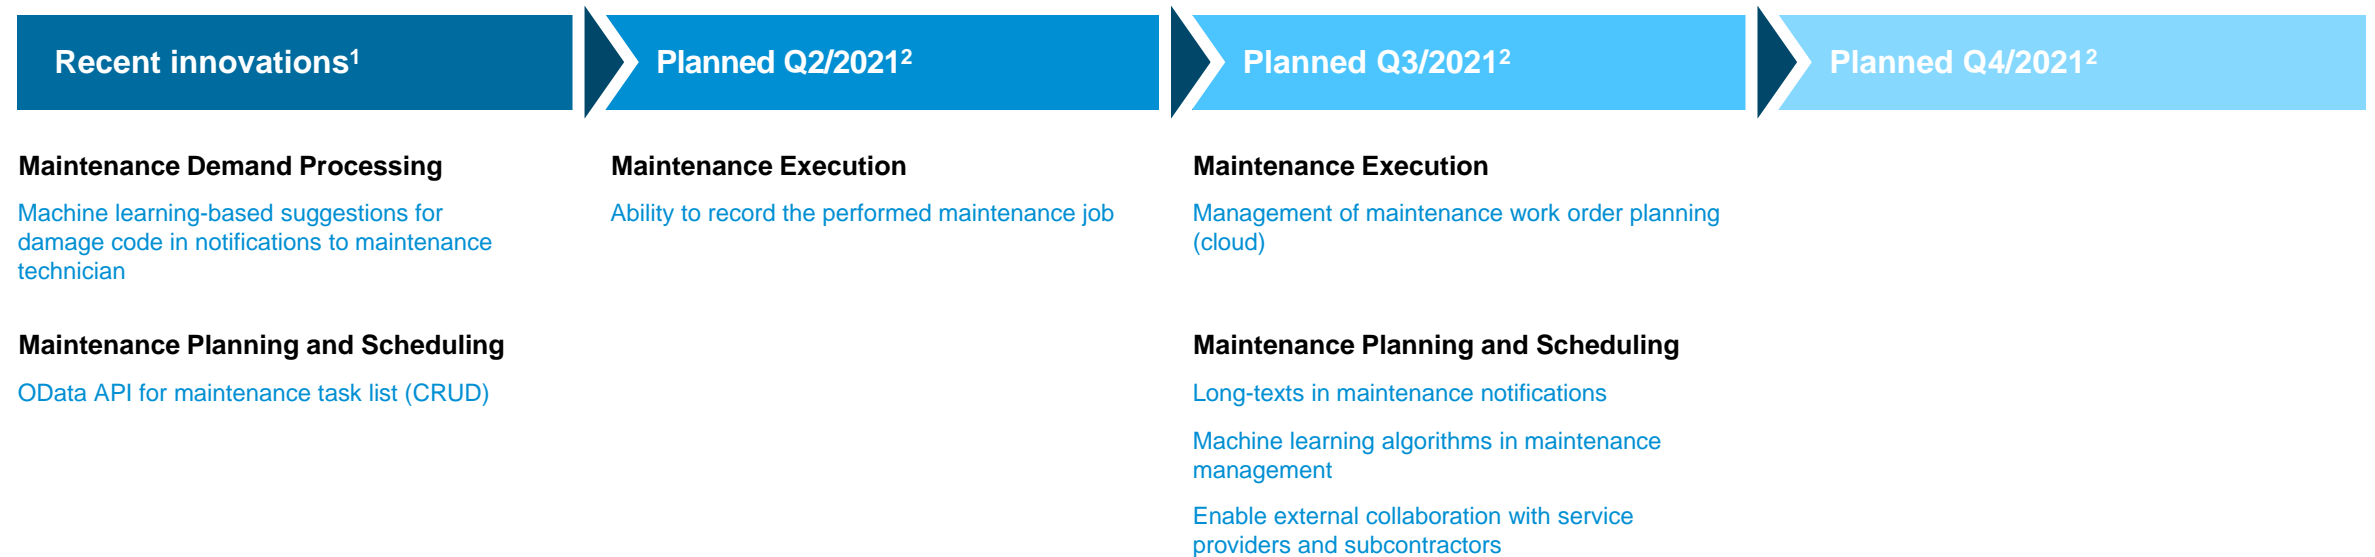 Recent innovations¹
Planned Q2/2021²
Planned Q3/2021²
Planned Q4/2021²
Maintenance Demand Processing
Machine learning-based suggestions for
damage code in notifications to maintenance
technician
Maintenance Planning and Scheduling
OData API for maintenance task list (CRUD)
Maintenance Execution
Ability to record the performed maintenance job
Maintenance Execution
Management of maintenance work order planning
(cloud)
Maintenance Planning and Scheduling
Long-texts in maintenance notifications
Machine learning algorithms in maintenance
management
Enable external collaboration with service
providers and subcontractors